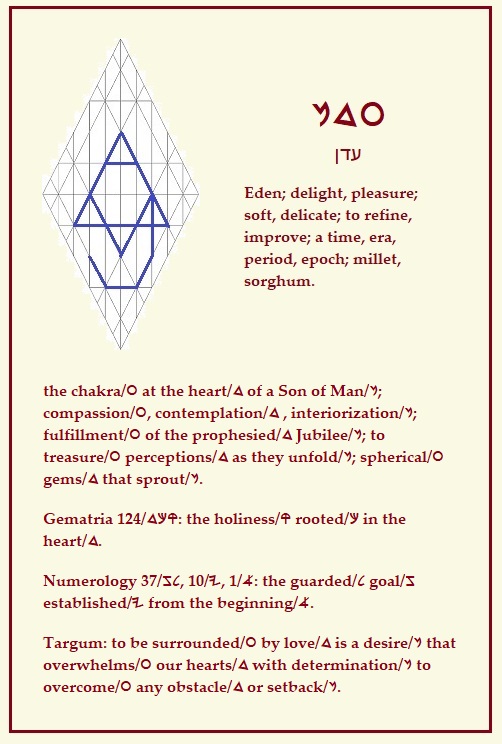 𐤏𐤃𐤍
עדן
Eden; delight, pleasure;
soft, delicate; to refine,
improve; a time, era,
period, epoch; millet,
sorghum.
the chakra/𐤏 at the heart/𐤃 of a Son of Man/𐤍;
compassion/𐤏, contemplation/𐤃 , interiorization/𐤍;
fulfillment/𐤏 of the prophesied/𐤃 Jubilee/𐤍; to
treasure/𐤏 perceptions/𐤃 as they unfold/𐤍; spherical/𐤏
gems/𐤃 that sprout/𐤍.
Gematria 124/𐤒𐤊𐤃: the holiness/𐤒 rooted/𐤊 in the
heart/𐤃.
Numerology 37/𐤋𐤆, 10/𐤉, 1/𐤀: the guarded/𐤋 goal/𐤆
established/𐤉 from the beginning/𐤀.
Targum: to be surrounded/𐤏 by love/𐤃 is a desire/𐤍 that
overwhelms/𐤏 our hearts/𐤃 with determination/𐤍 to
overcome/𐤏 any obstacle/𐤃 or setback/𐤍.